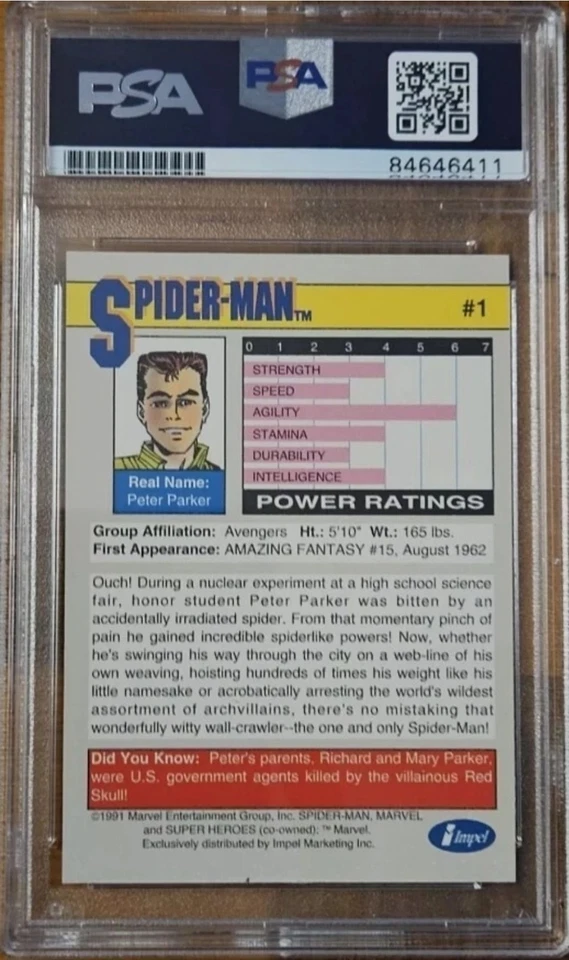 PSA
PSA
84646411
SPIDER-MAN™
#1
0 1 2 3 4 5 6 7
STRENGTH
SPEED
AGILITY
STAMINA
DURABILITY
INTELLIGENCE
POWER RATINGS
Real Name:
Peter Parker
Group Affiliation: Avengers Ht.: 5'10" Wt.: 165 lbs.
First Appearance: AMAZING FANTASY #15, August 1962
Ouch! During a nuclear experiment at a high school science
fair, honor student Peter Parker was bitten by an
accidentally irradiated spider. From that momentary pinch of
pain he gained incredible spiderlike powers! Now, whether
he's swinging his way through the city on a web-line of his
own weaving, hoisting hundreds of times his weight like his
little namesake or acrobatically arresting the world's wildest
assortment of archvillains, there's no mistaking that
wonderfully witty wall-crawler--the one and only Spider-Man!
Did You Know: Peter's parents, Richard and Mary Parker,
were U.S. government agents killed by the villainous Red
Skull!
©1991 Marvel Entertainment Group, Inc. SPIDER-MAN, MARVEL
and SUPER HEROES (co-owned): ™ Marvel.
Exclusively distributed by Impel Marketing Inc.
Impel